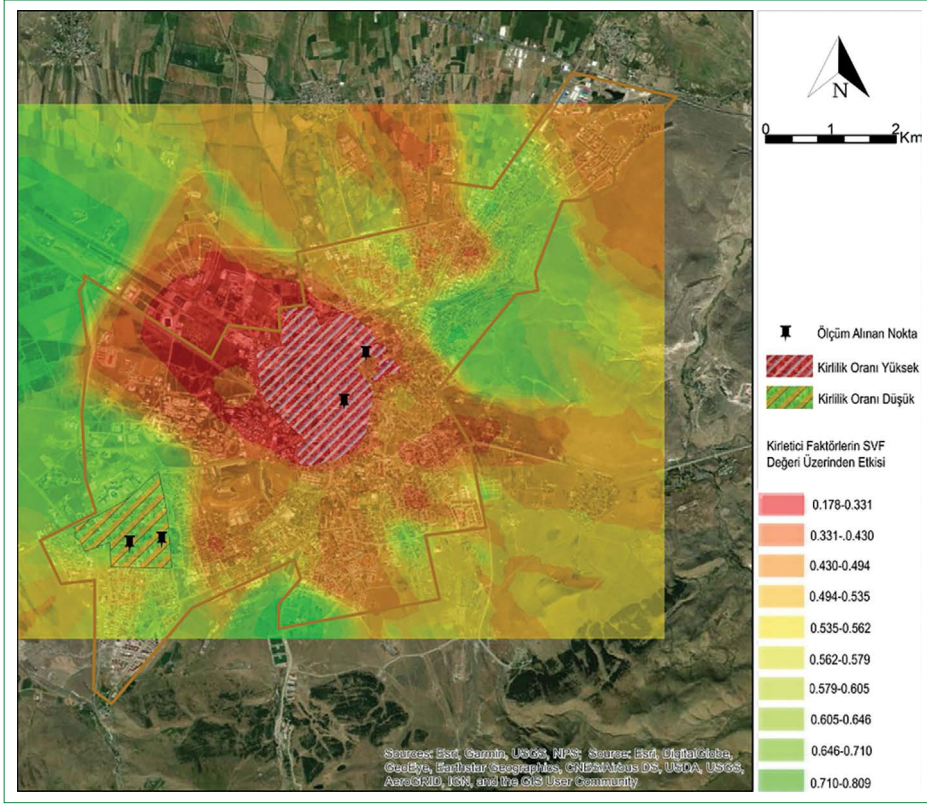 N
0 1 2
Km
Ölçüm Alınan Nokta
Kirlilik Oranı Yüksek
Kirlilik Oranı Düşük
Kirletici Faktörlerin SVF
Değeri Üzerinden Etkisi
0.178-0.331
0.331-.0.430
0.430-0.494
0.494-0.535
0.535-0.562
0.562-0.579
0.579-0.605
0.605-0.646
0.646-0.710
0.710-0.809
Sources: Esri, Garmin, USGS, NPS; Source: Esri, DigitalGlobe,
GeoEye, Earthstar Geographics, CNES/Airbus DS, USDA, USGS,
AeroGRID, IGN, and the GIS User Community